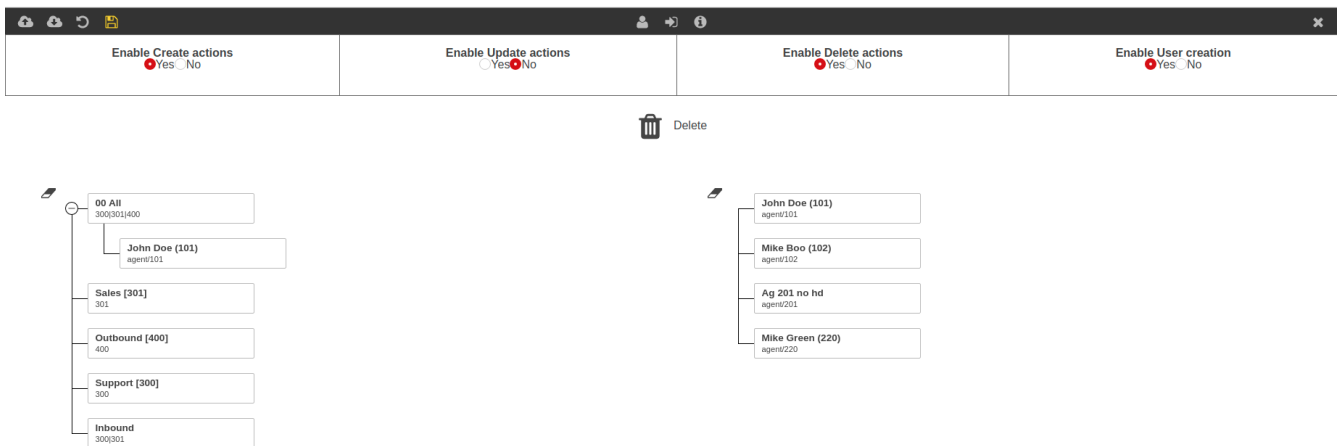 Enable Create actions
Yes No
Enable Update actions
Yes No
Enable Delete actions
Yes No
Enable User creation
Yes No
Delete
00 All
300|301|400
John Doe (101)
agent/101
Sales [301]
301
Outbound [400]
400
Support [300]
300
Inbound
300|301
John Doe (101)
agent/101
Mike Boo (102)
agent/102
Ag 201 no hd
agent/201
Mike Green (220)
agent/220